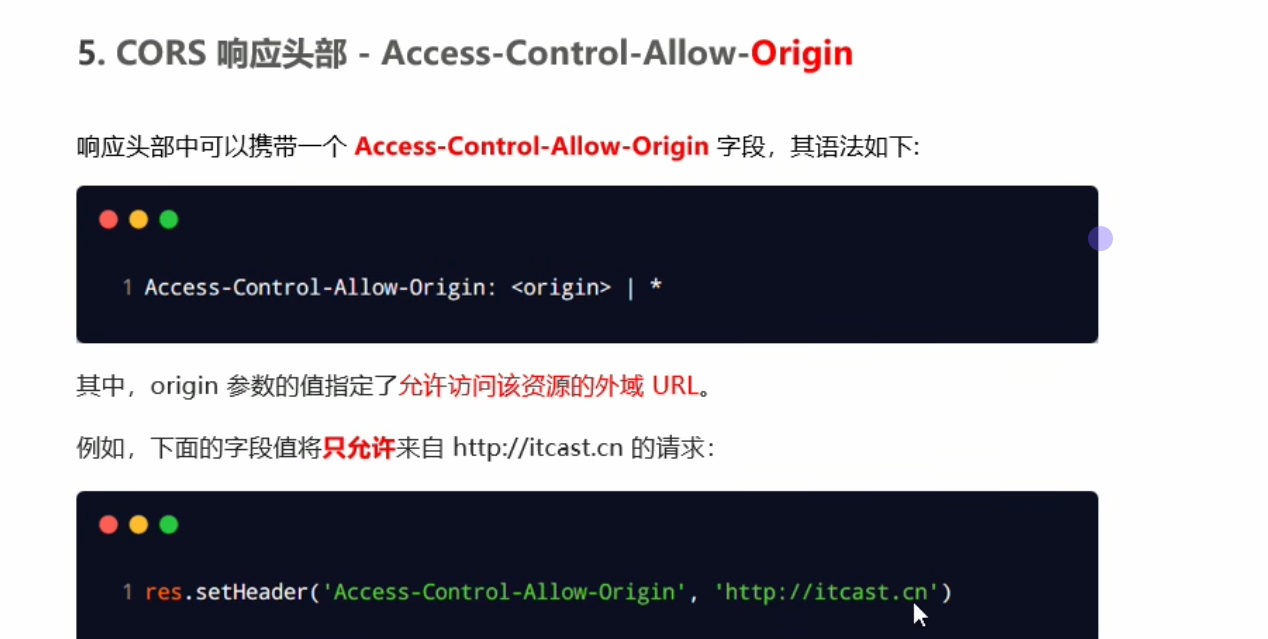 5. CORS 响应头部 - Access-Control-Allow-Origin
响应头部中可以携带一个 Access-Control-Allow-Origin 字段，其语法如下:
1 Access-Control-Allow-Origin: <origin> | *
其中，origin 参数的值指定了允许访问该资源的外域 URL。
例如，下面的字段值将只允许来自 http://itcast.cn 的请求：
1 res.setHeader('Access-Control-Allow-Origin', 'http://itcast.cn')